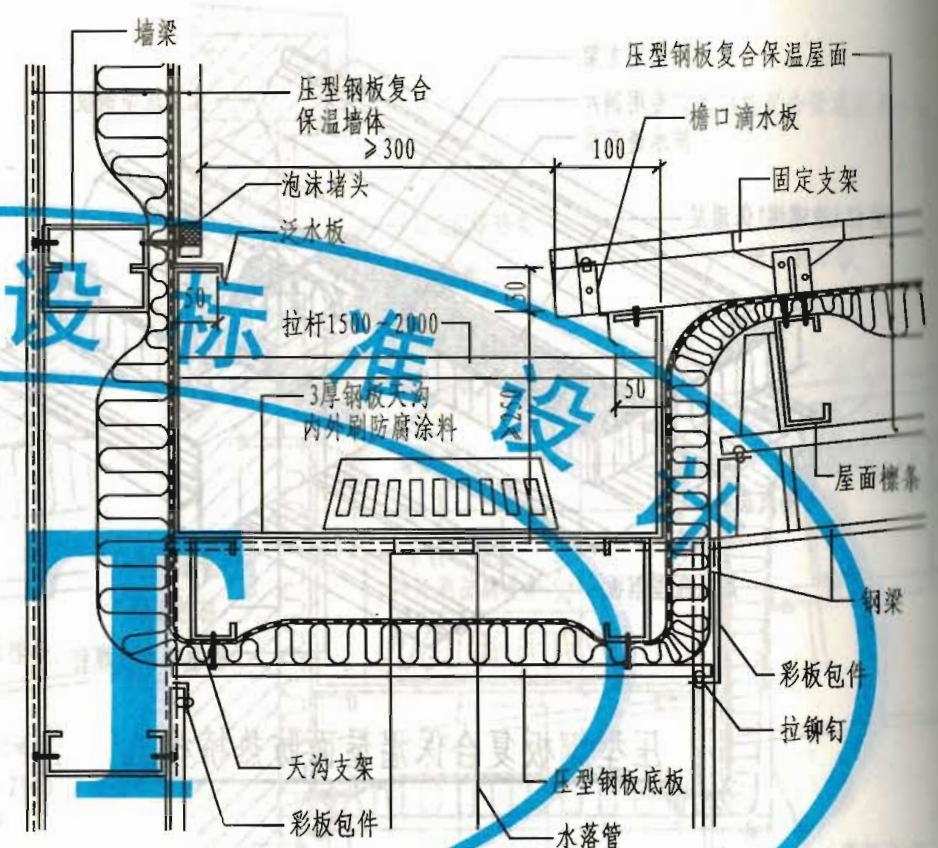 墙梁
压型钢板复合保温屋面
压型钢板复合
保温墙体
檐口滴水板
≥300
100
固定支架
泡沫堵头
泛水板
50
50
拉杆1500~2000
50
3厚钢板天沟
内外刷防腐涂料
屋面檩条
钢梁
彩板包件
拉铆钉
天沟支架
压型钢板底板
彩板包件
水落管
设标准设
T